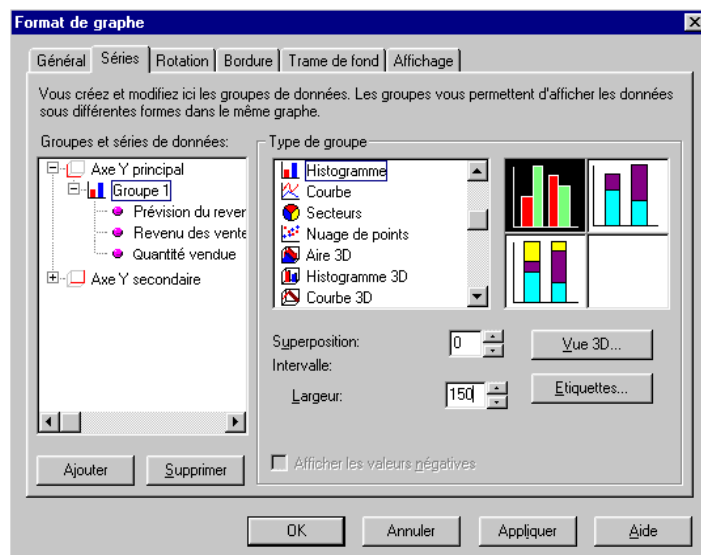 Format de graphe
Général
Séries
Rotation
Bordure
Trame de fond
Affichage
Vous créez et modifiez ici les groupes de données. Les groupes vous permettent d'afficher les données
sous différentes formes dans le même graphe.
Groupes et séries de données:
Axe Y principal
Groupe 1
Prévision du rever
Revenu des vente
Quantité vendue
Axe Y secondaire
Ajouter
Supprimer
Type de groupe
Histogramme
Courbe
Secteurs
Nuage de points
Aire 3D
Histogramme 3D
Courbe 3D
Superposition:
0
Vue 3D...
Intervalle:
Largeur:
150
Etiquettes...
Afficher les valeurs négatives
OK
Annuler
Appliquer
Aide